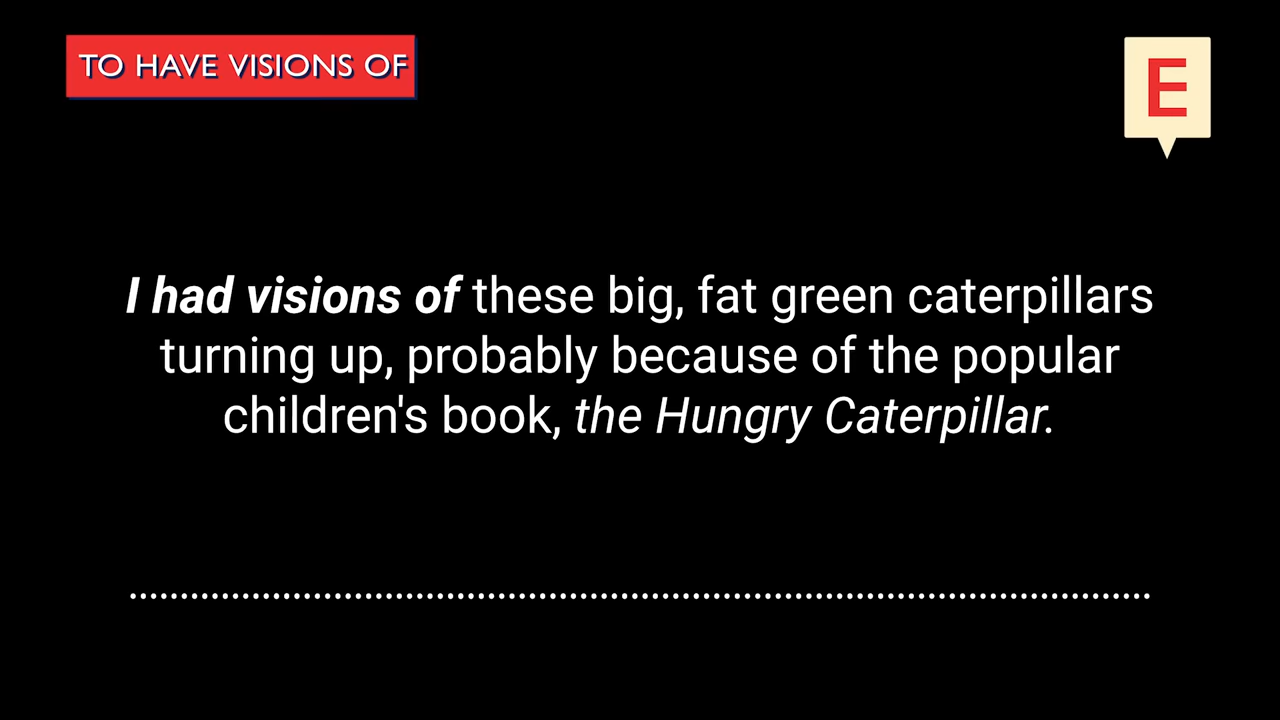 TO HAVE VISIONS OF
E
I had visions of these big, fat green caterpillars
turning up, probably because of the popular
children's book, the Hungry Caterpillar.
....................................................................................................